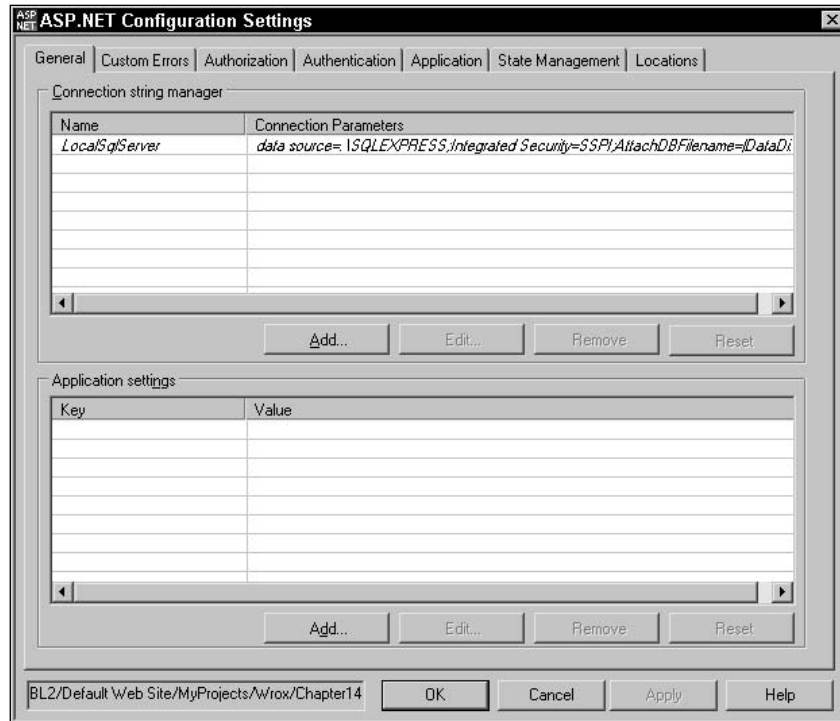 ASP NET ASP.NET Configuration Settings
General Custom Errors Authorization Authentication Application State Management Locations
Connection string manager
Name Connection Parameters
LocalSqlServer data source=.\SQLEXPRESS;Integrated Security=SSPI;AttachDBFilename=|DataDi
Add... Edit... Remove Reset
Application settings
Key Value
Add... Edit... Remove Reset
BL2/Default Web Site/MyProjects/Wrox/Chapter14 OK Cancel Apply Help